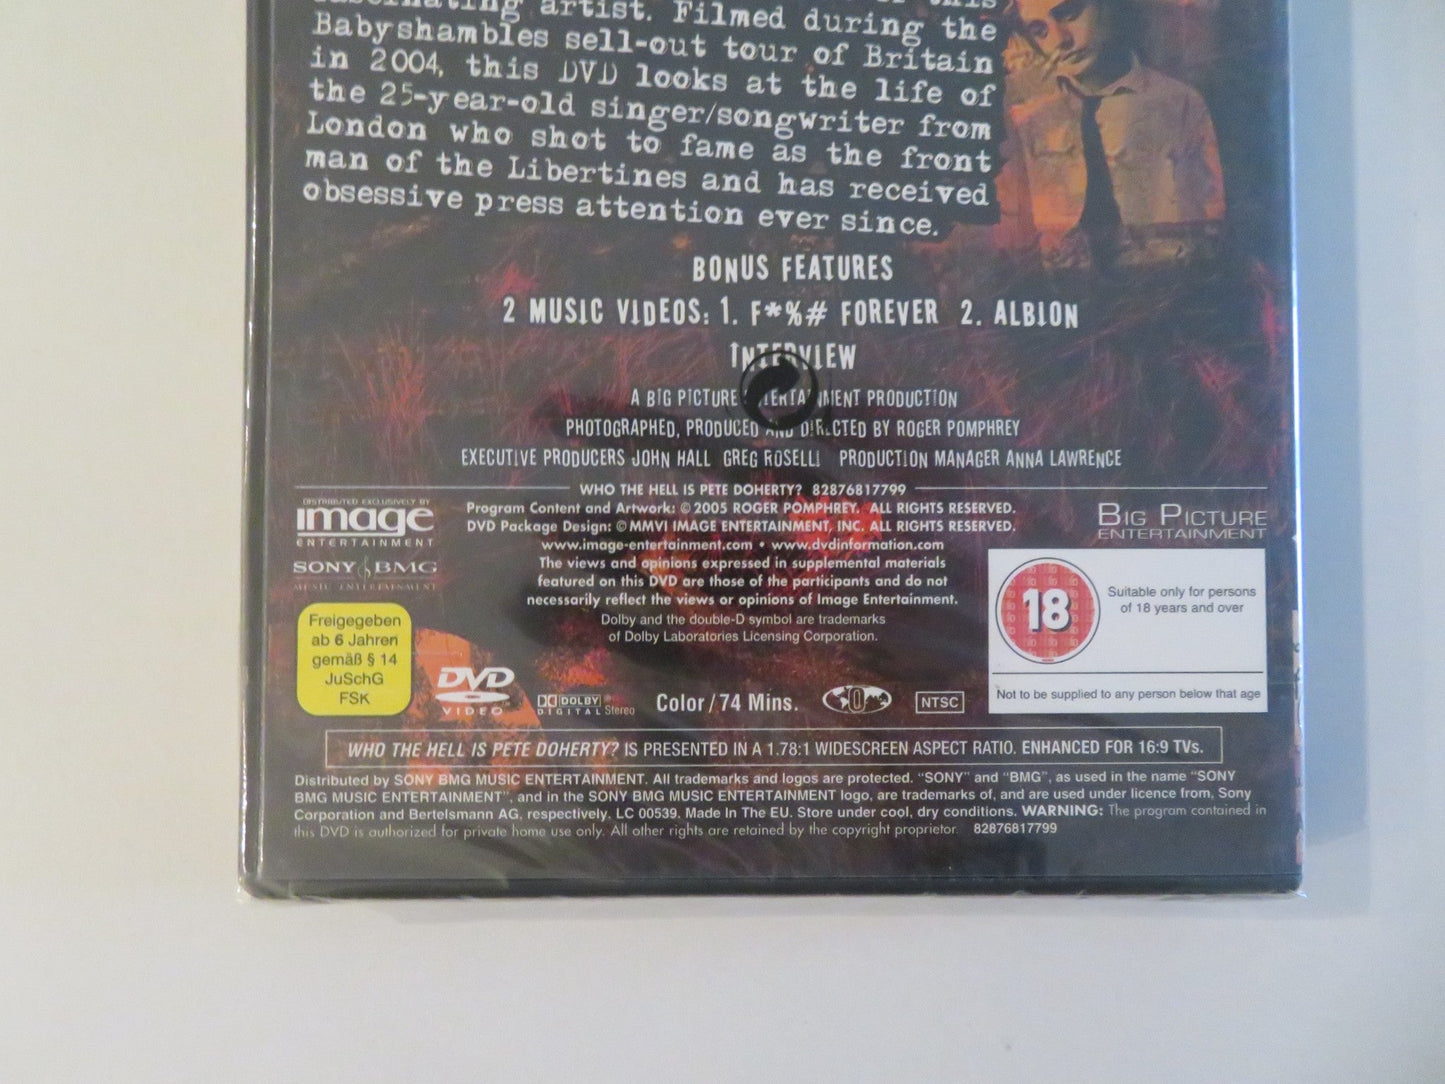 fascinating artist. Filmed during the
Babyshambles sell-out tour of Britain
in 2004, this DVD looks at the life of
the 25-year-old singer/songwriter from
London who shot to fame as the front
man of the Libertines and has received
obsessive press attention ever since.
BONUS FEATURES
2 MUSIC VIDEOS: 1. F*%# FOREVER 2. ALBION
INTERVIEW
A BIG PICTURE ENTERTAINMENT PRODUCTION
PHOTOGRAPHED, PRODUCED AND DIRECTED BY ROGER POMPHREY
EXECUTIVE PRODUCERS JOHN HALL GREG ROSELLI PRODUCTION MANAGER ANNA LAWRENCE
WHO THE HELL IS PETE DOHERTY? 82876817799
DISTRIBUTED EXCLUSIVELY BY
image
ENTERTAINMENT
SONY BMG
MUSIC ENTERTAINMENT
Program Content and Artwork: © 2005 ROGER POMPHREY. ALL RIGHTS RESERVED.
DVD Package Design: © MMVI IMAGE ENTERTAINMENT, INC. ALL RIGHTS RESERVED.
www.image-entertainment.com • www.dvdinformation.com
The views and opinions expressed in supplemental materials
featured on this DVD are those of the participants and do not
necessarily reflect the views or opinions of Image Entertainment.
Dolby and the double-D symbol are trademarks
of Dolby Laboratories Licensing Corporation.
BIG PICTURE
ENTERTAINMENT
18
Suitable only for persons
of 18 years and over
Not to be supplied to any person below that age
Freigegeben
ab 6 Jahren
gemäß § 14
JuSchG
FSK
DVD
VIDEO
DOLBY
DIGITAL Stereo
Color / 74 Mins.
0
NTSC
WHO THE HELL IS PETE DOHERTY? IS PRESENTED IN A 1.78:1 WIDESCREEN ASPECT RATIO. ENHANCED FOR 16:9 TVs.
Distributed by SONY BMG MUSIC ENTERTAINMENT. All trademarks and logos are protected. "SONY" and "BMG", as used in the name "SONY
BMG MUSIC ENTERTAINMENT", and in the SONY BMG MUSIC ENTERTAINMENT logo, are trademarks of, and are used under licence from, Sony
Corporation and Bertelsmann AG, respectively. LC 00539. Made In The EU. Store under cool, dry conditions. WARNING: The program contained in
this DVD is authorized for private home use only. All other rights are retained by the copyright proprietor 82876817799